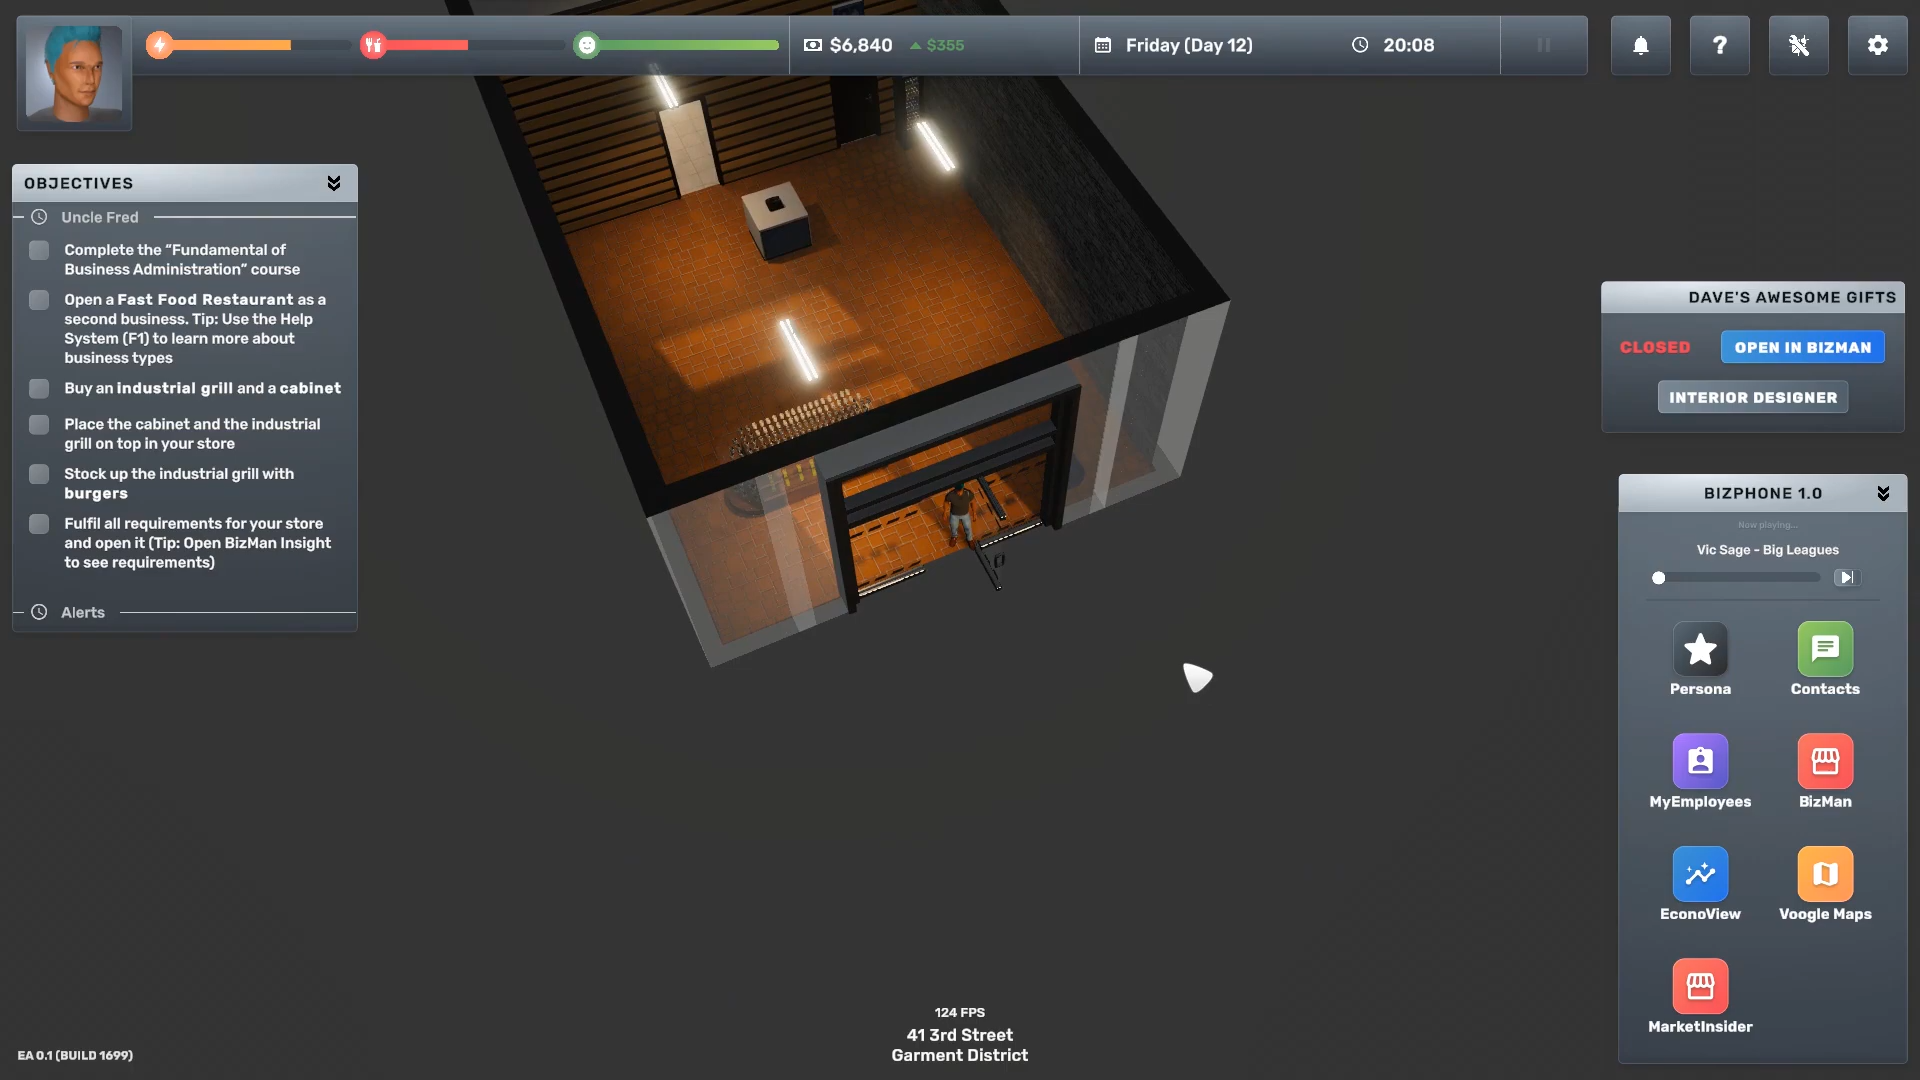 $6,840
$355
Friday (Day 12)
20:08
?
OBJECTIVES
Uncle Fred
Complete the "Fundamental of
Business Administration" course
Open a Fast Food Restaurant as a
second business. Tip: Use the Help
System (F1) to learn more about
business types
Buy an industrial grill and a cabinet
Place the cabinet and the industrial
grill on top in your store
Stock up the industrial grill with
burgers
Fulfil all requirements for your store
and open it (Tip: Open BizMan Insight
to see requirements)
Alerts
DAVE'S AWESOME GIFTS
CLOSED
OPEN IN BIZMAN
INTERIOR DESIGNER
BIZPHONE 1.0
Now playing...
Vic Sage - Big Leagues
Persona
Contacts
MyEmployees
BizMan
EconoView
Voogle Maps
MarketInsider
124 FPS
41 3rd Street
Garment District
EA 0.1 (BUILD 1699)